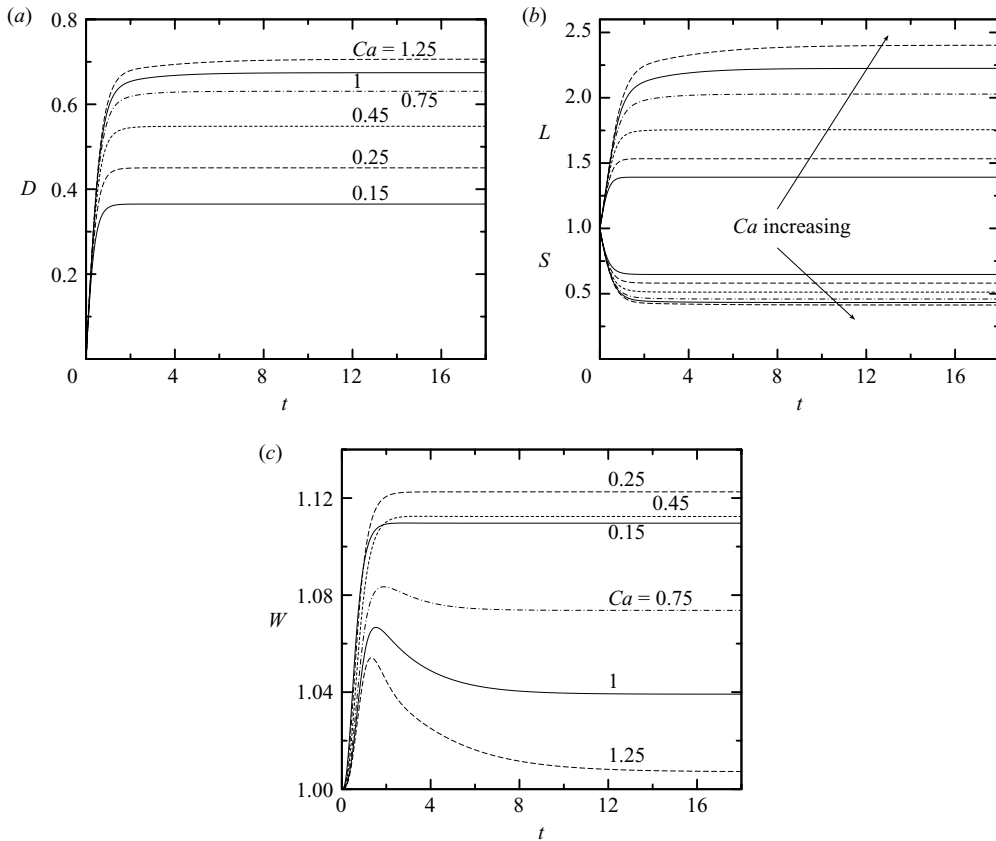 (a)
0.8
0.6
D
0.4
0.2
0
4
8
12
16
t
Ca = 1.25
1
0.75
0.45
0.25
0.15
(b)
2.5
2.0
L
1.5
1.0
S
0.5
0
4
8
12
16
t
Ca increasing
(c)
1.12
1.08
W
1.04
1.00
0
4
8
12
16
t
0.25
0.45
0.15
Ca = 0.75
1
1.25